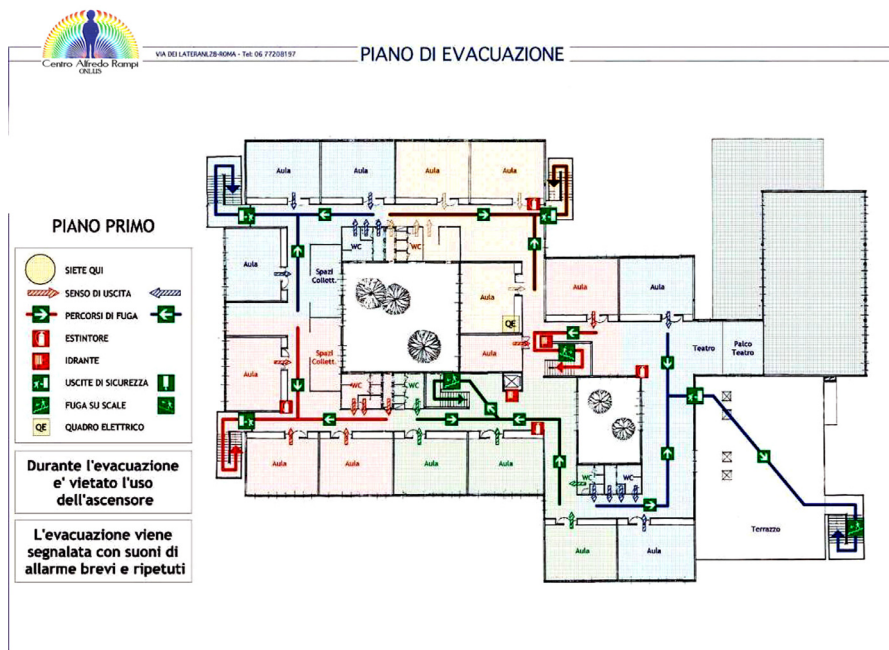 Centro Alfredo Rampi
ONLUS
VIA DEI LATERANI,28-ROMA - Tel: 06 77208197
PIANO DI EVACUAZIONE
PIANO PRIMO
SIETE QUI
SENSO DI USCITA
PERCORSI DI FUGA
ESTINTORE
IDRANTE
USCITE DI SICUREZZA
FUGA SU SCALE
QE QUADRO ELETTRICO
Durante l'evacuazione
e' vietato l'uso
dell'ascensore
L'evacuazione viene
segnalata con suoni di
allarme brevi e ripetuti
Aula
Aula
Aula
Aula
WC
WC
Aula
Spazi
Collett.
Aula
Aula
Aula
QE
Teatro
Palco
Teatro
Aula
Spazi
Collett.
Aula
WC
WC
Aula
Aula
Aula
Aula
WC
WC
Terrazzo
Aula
Aula